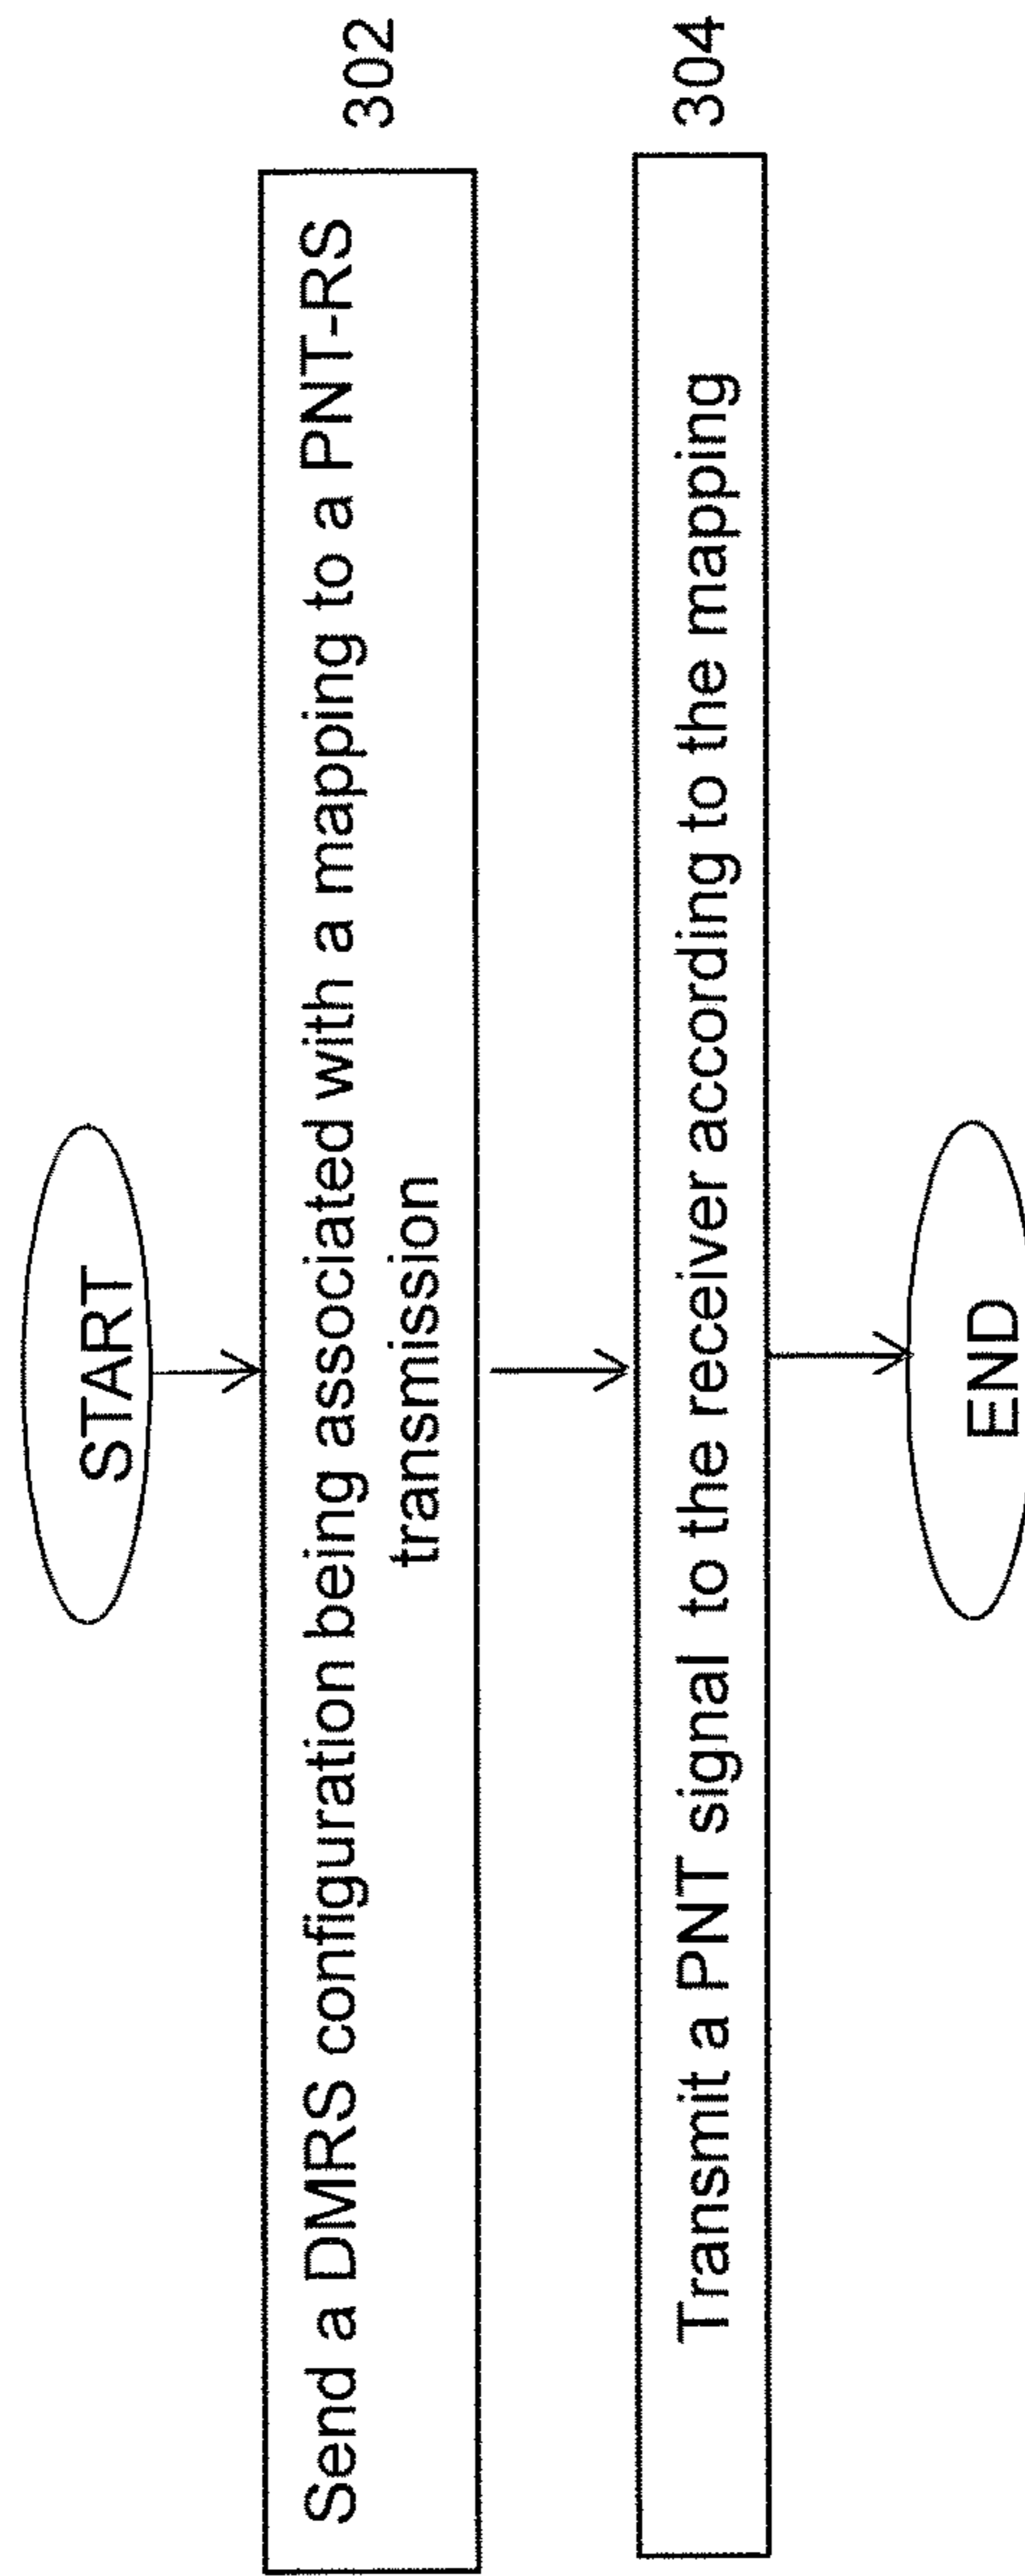 START
Send a DMRS configuration being associated with a mapping to a PNT-RS
transmission
302
Transmit a PNT signal to the receiver according to the mapping
304
END